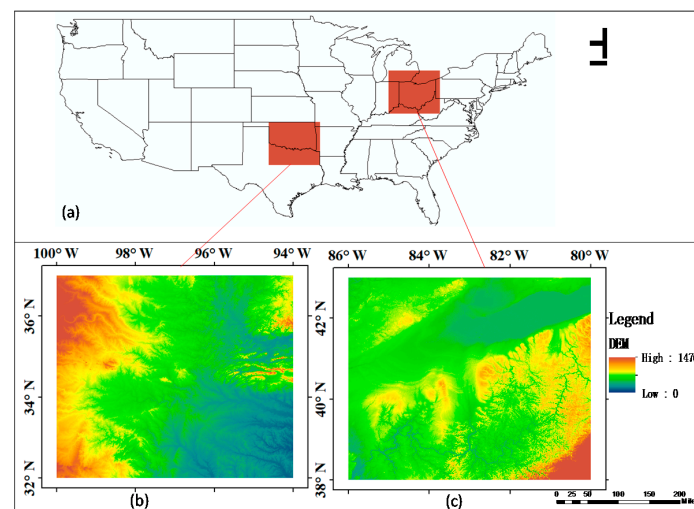 (a)
100° W 98° W 96° W 94° W
86° W 84° W 82° W 80° W
36° N
34° N
32° N
42° N
40° N
38° N
Legend
DEM
High : 147
Low : 0
(b)
(c)
0 25 50 100 150 200
Mile